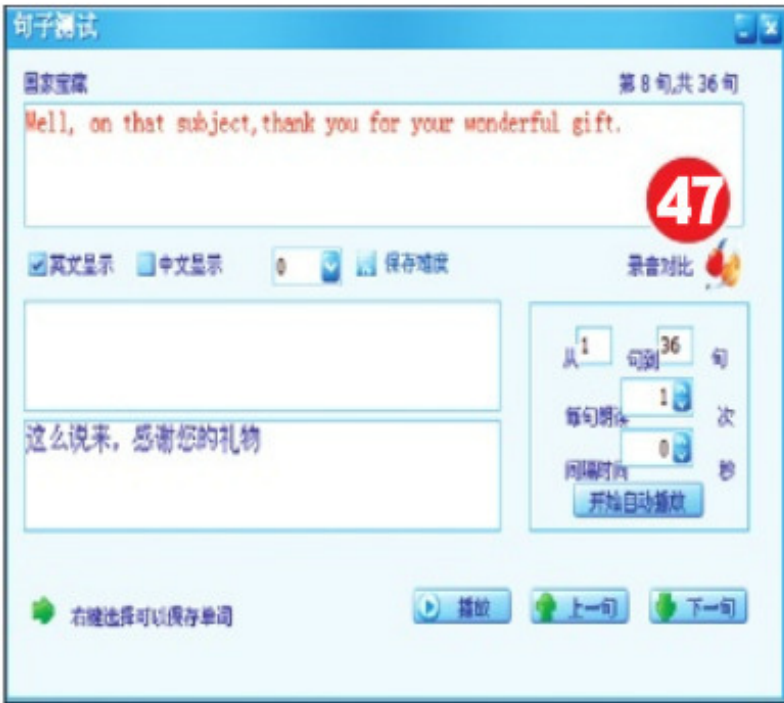 句子测试
国家宝藏
第 8 句,共 36 句
Well, on that subject,thank you for your wonderful gift.
47
英文显示 中文显示 0 保存难度 录音对比
从 1 句到 36 句
每句朗读 1 次
这么说来，感谢您的礼物
间隔时间 0 秒
开始自动播放
右键选择可以保存单词 播放 上一句 下一句